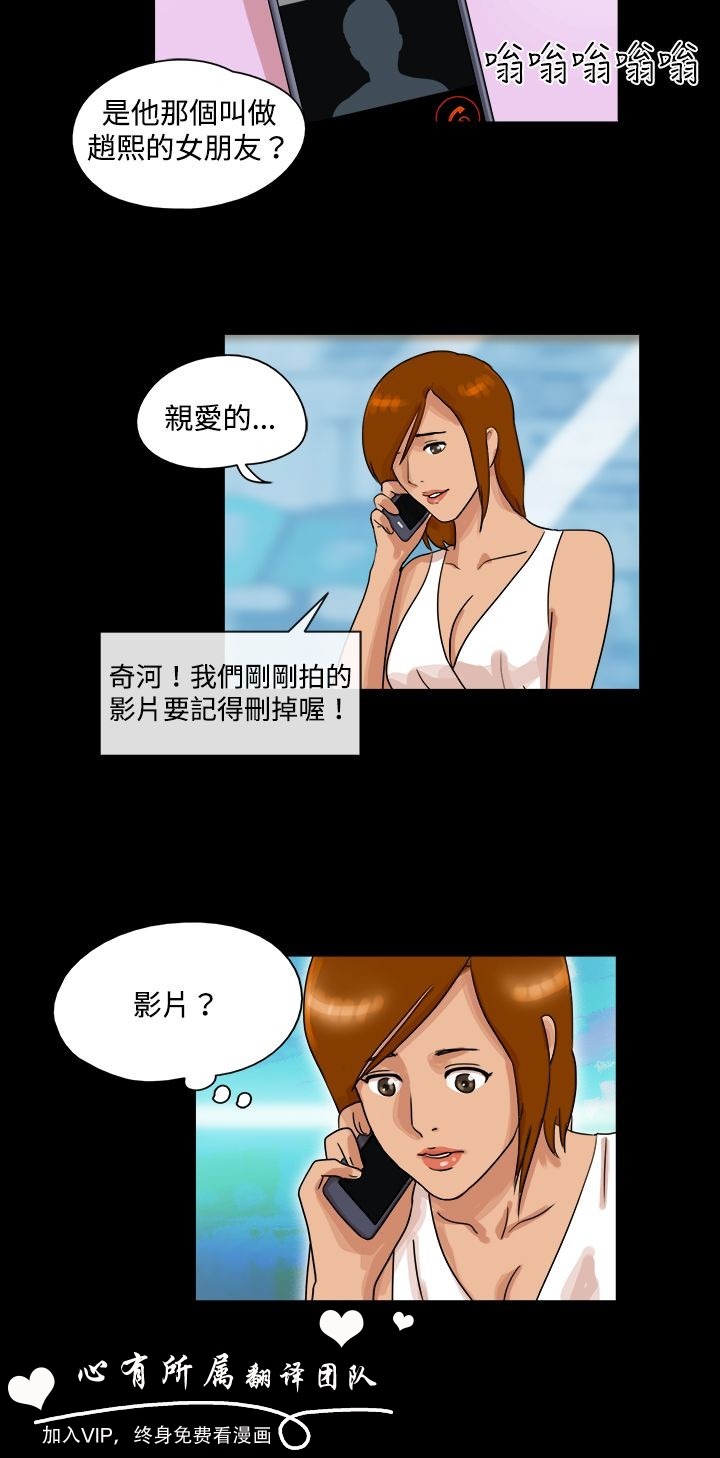 嗡嗡嗡嗡嗡
是他那個叫做
趙熙的女朋友？
親愛的...
奇河！我們剛剛拍的
影片要記得刪掉喔！
影片？
心有所属翻译团队
加入VIP，终身免费看漫画